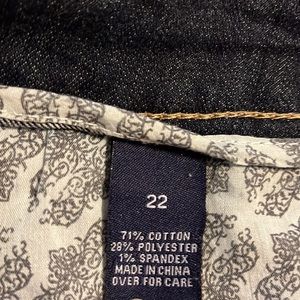 22
71% COTTON
28% POLYESTER
1% SPANDEX
MADE IN CHINA
OVER FOR CARE